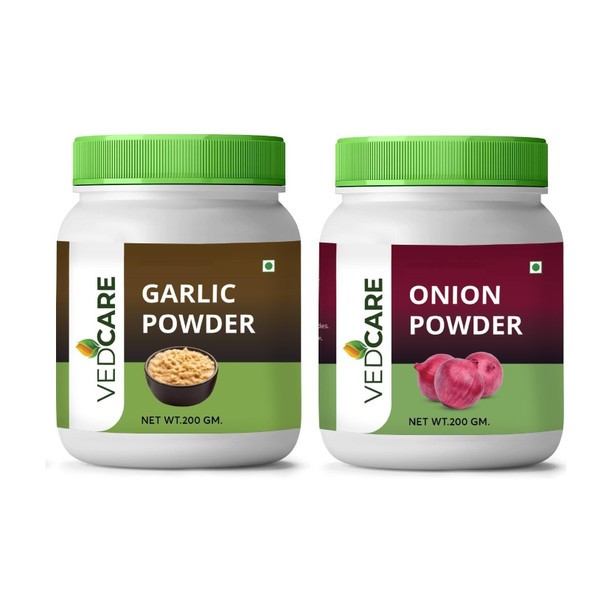 VEDCARE
GARLIC
POWDER
NET WT.200 GM.
VEDCARE
ONION
POWDER
NET WT.200 GM.